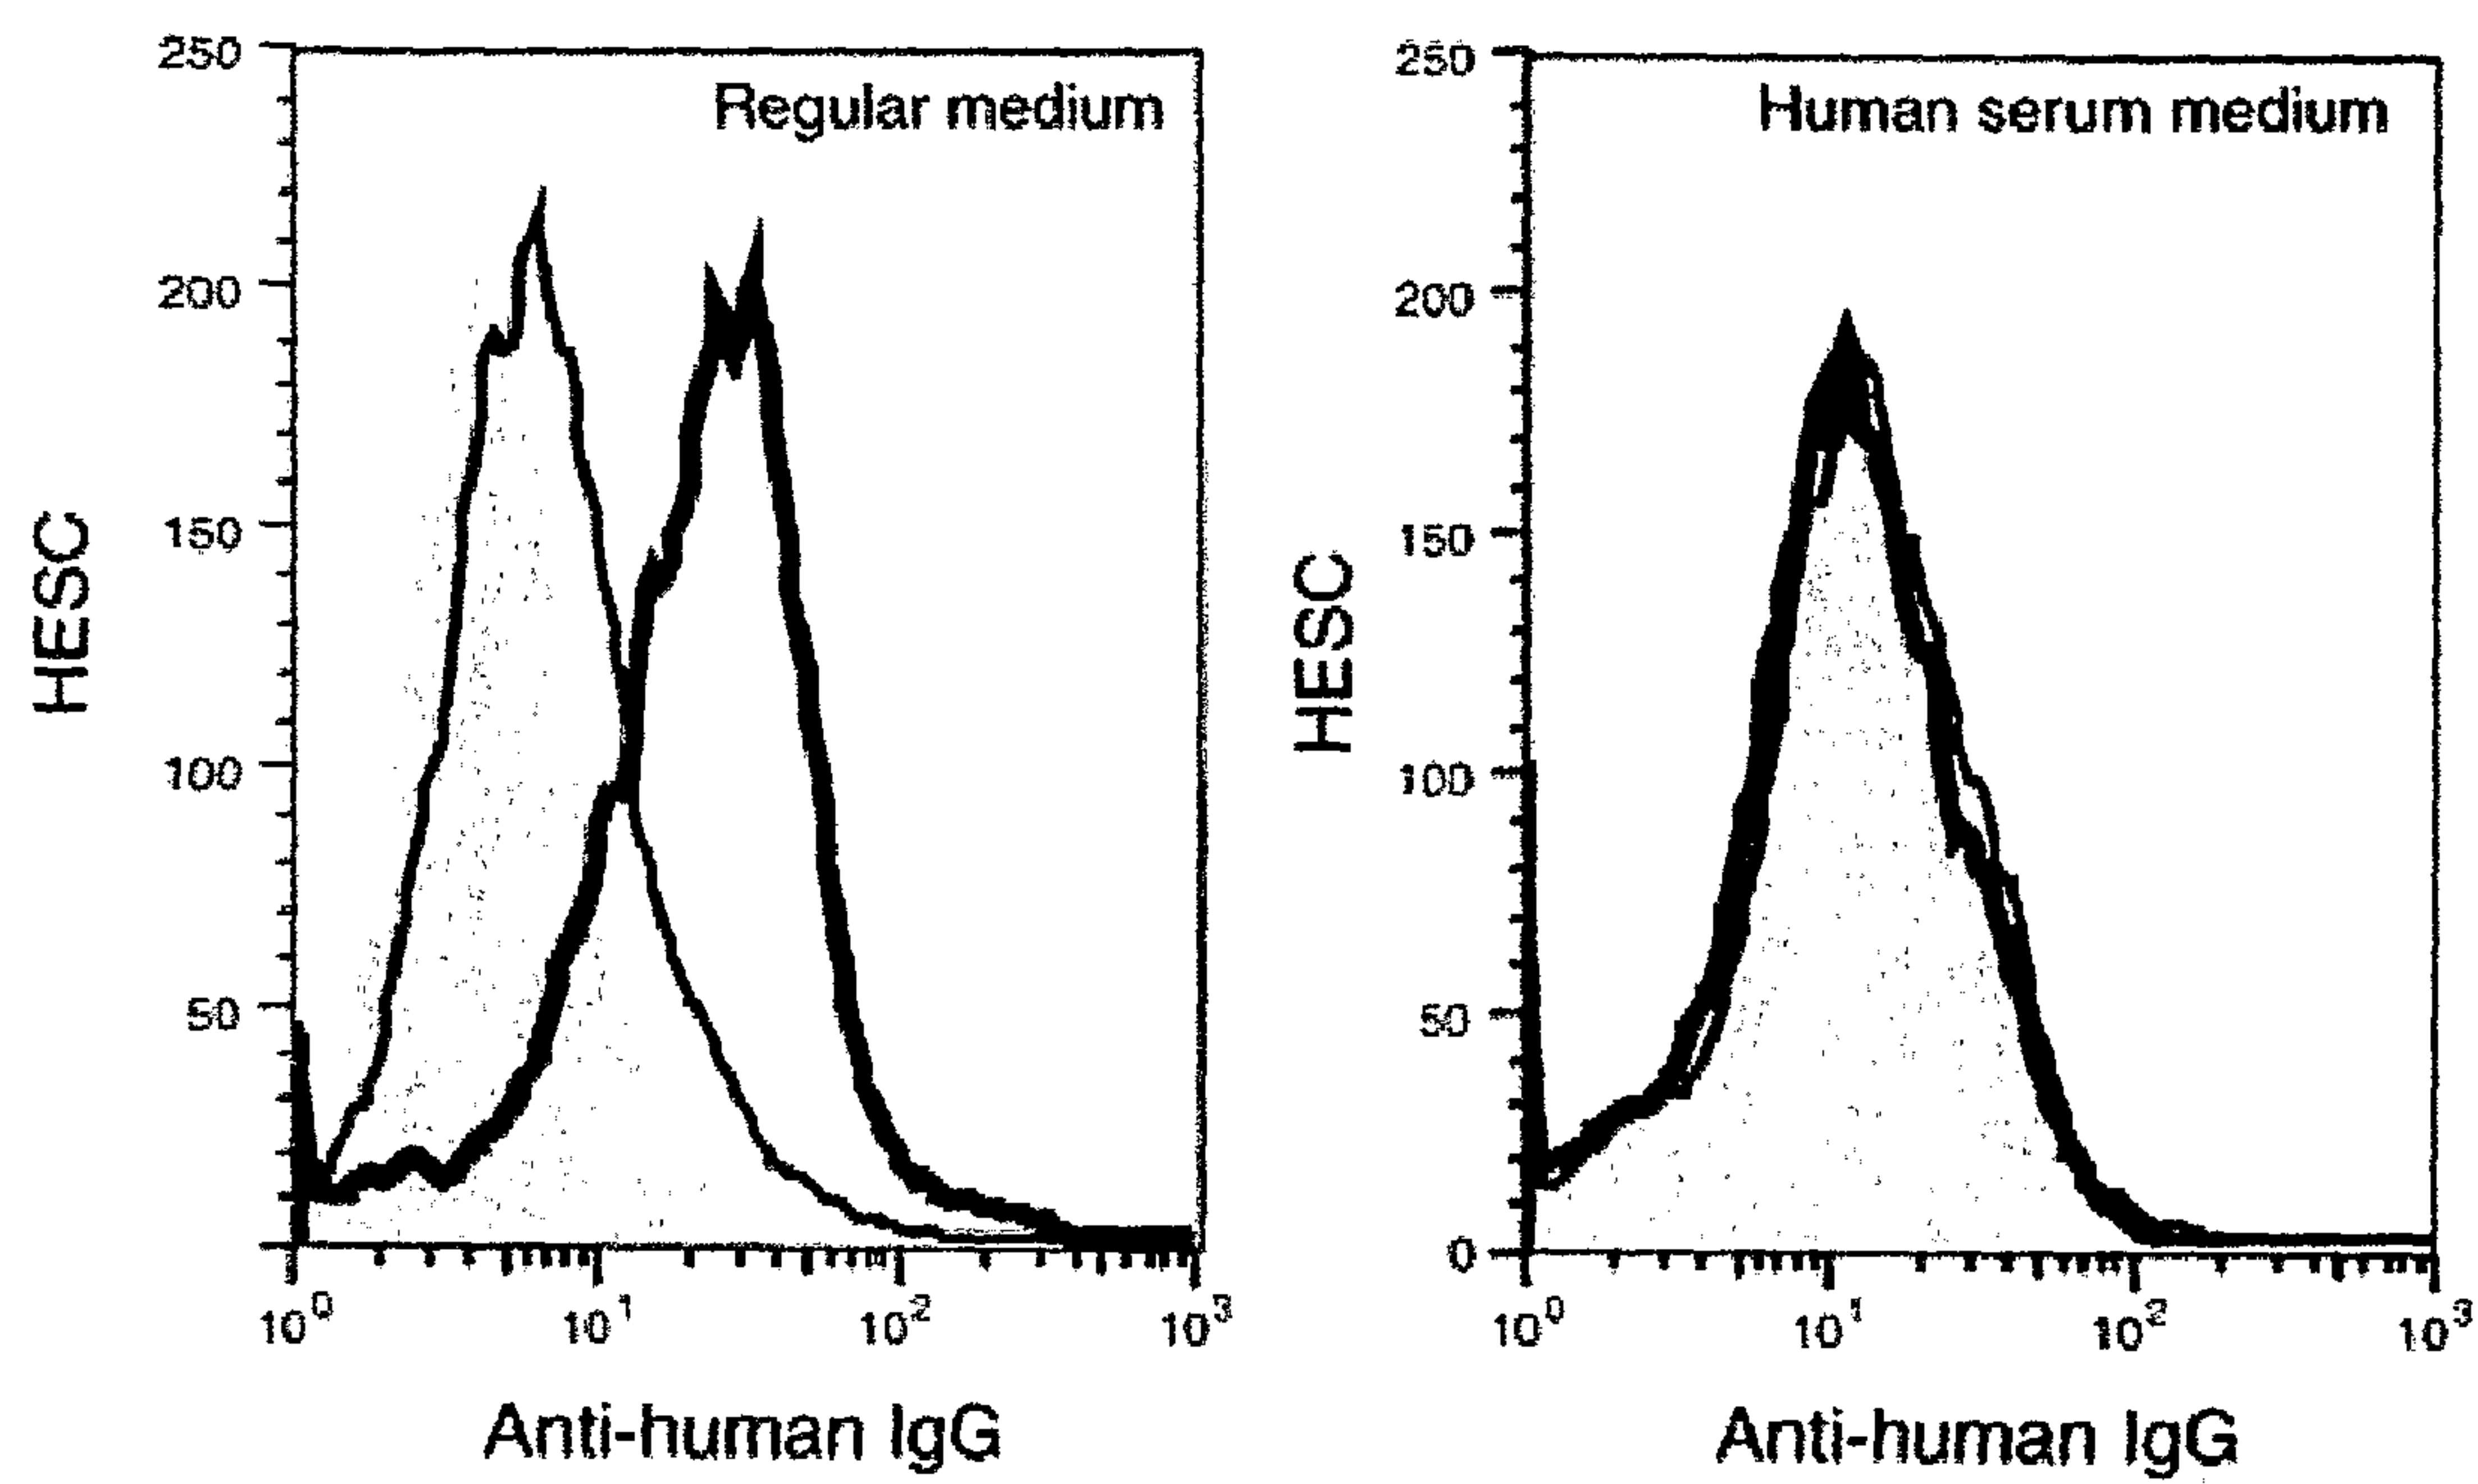 Regular medium
250
200
150
100
50
HESC
10^0 10^1 10^2 10^3
Anti-human IgG
Human serum medium
250
200
150
100
50
0
HESC
10^0 10^1 10^2 10^3
Anti-human IgG